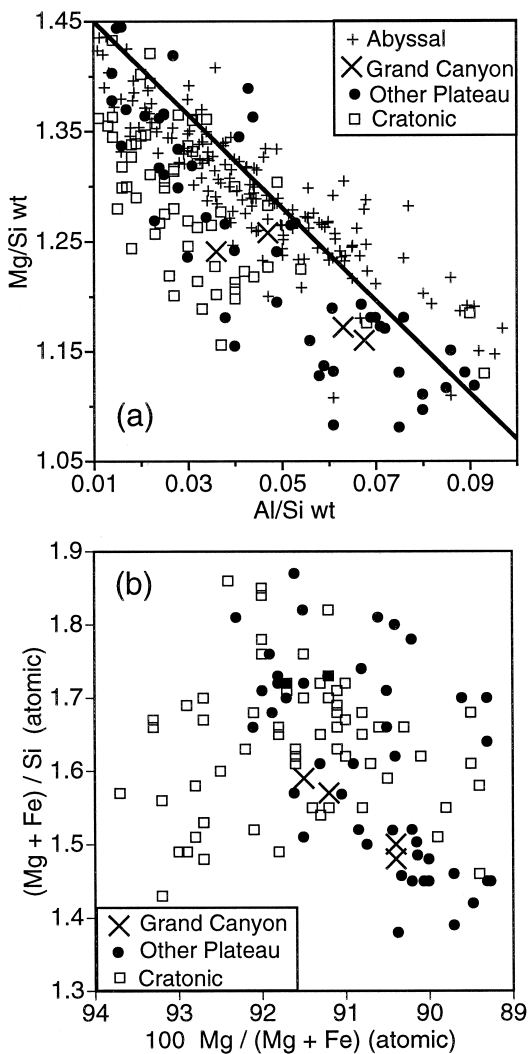 1.45
+ Abyssal
× Grand Canyon
● Other Plateau
□ Cratonic
1.35
Mg/Si wt
1.25
1.15
(a)
1.05
0.01 0.03 0.05 0.07 0.09
Al/Si wt
1.9
(b)
1.8
(Mg + Fe) / Si (atomic)
1.7
1.6
1.5
1.4
× Grand Canyon
● Other Plateau
□ Cratonic
1.3
94 93 92 91 90 89
100 Mg / (Mg + Fe) (atomic)